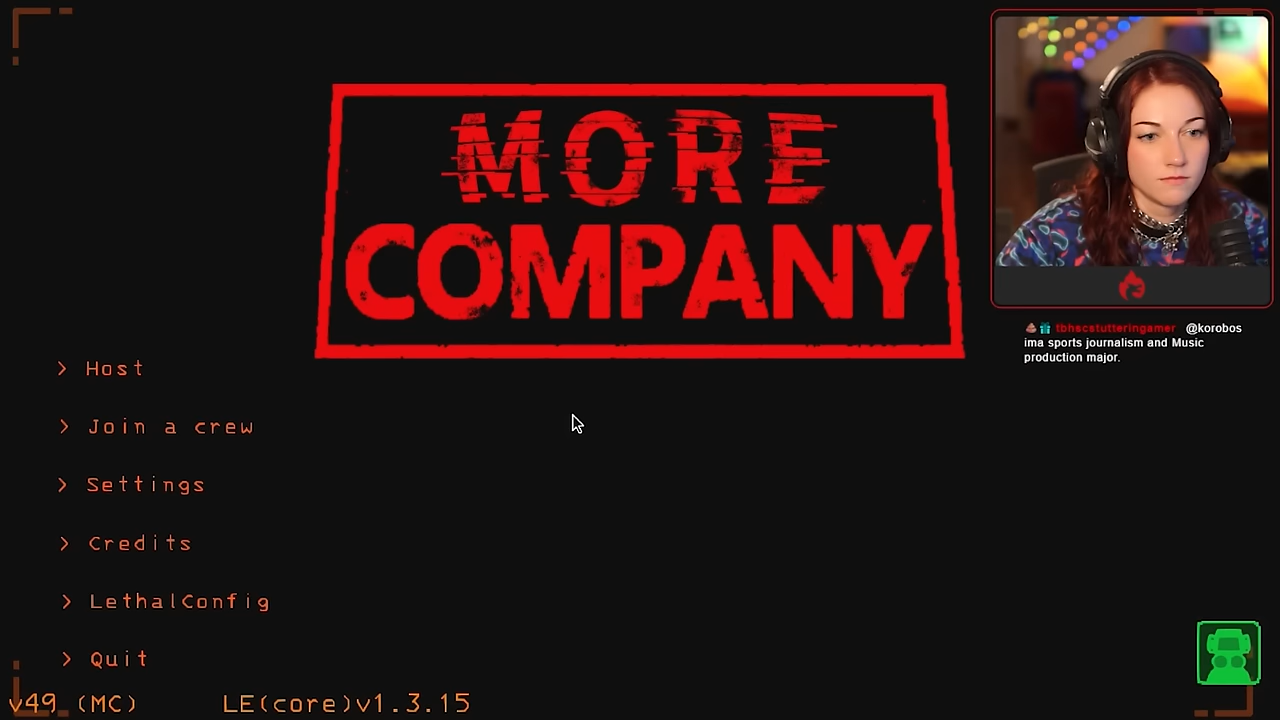 MORE
COMPANY
> Host
> Join a crew
> Settings
> Credits
> LethalConfig
> Quit
v49 (MC)
LE(core)v1.3.15
tbhscstutteringamer @korobos
ima sports journalism and Music
production major.